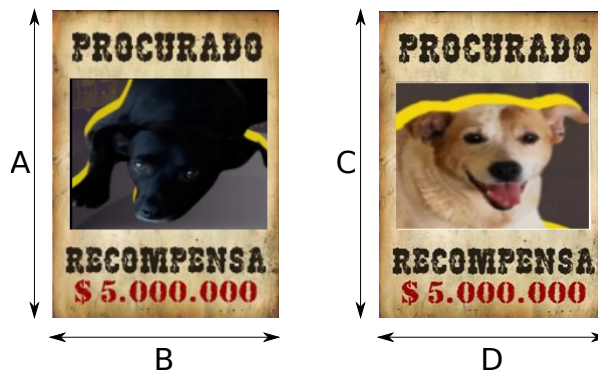 PROCURADO
A
RECOMPENSA
$ 5.000.000
B
PROCURADO
C
RECOMPENSA
$ 5.000.000
D